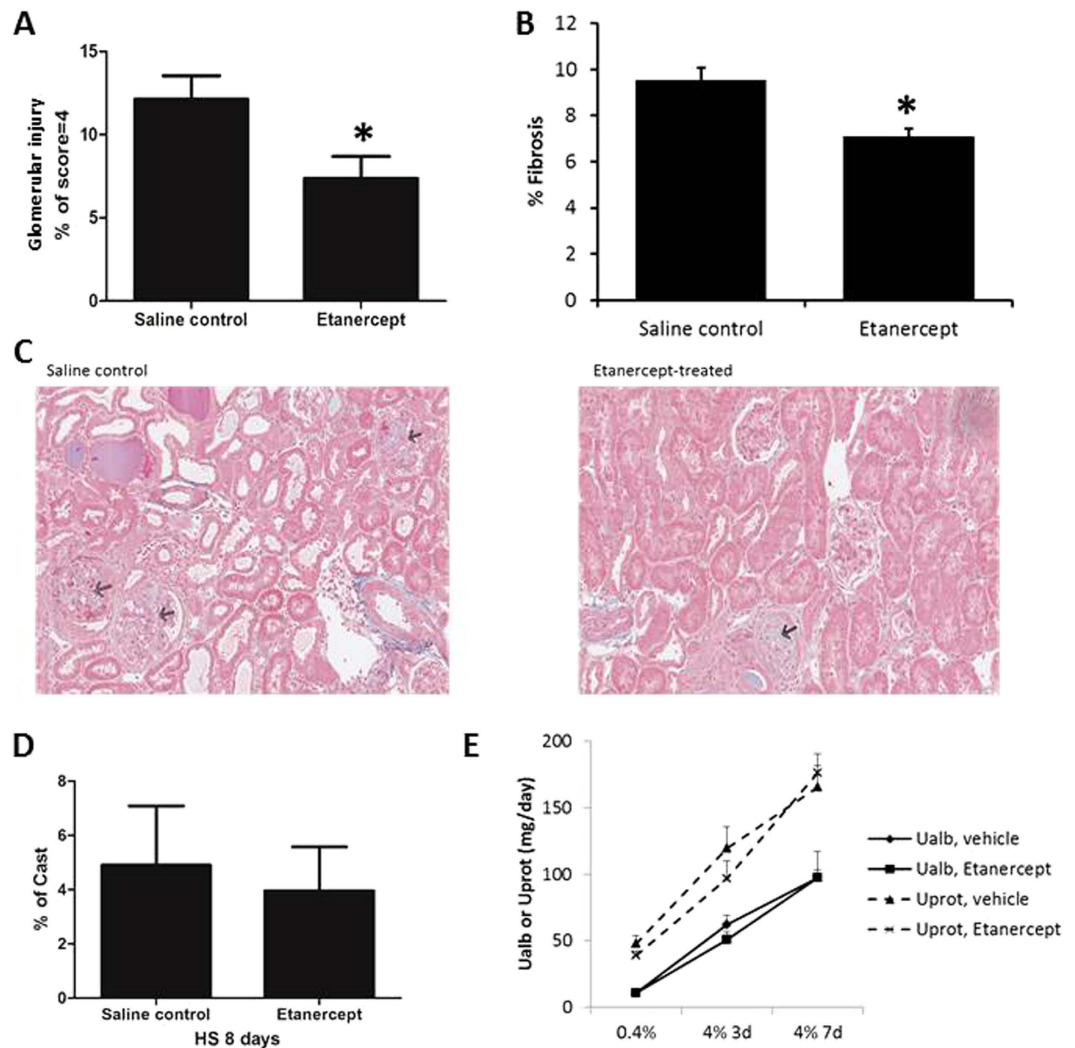 A
Glomerular injury
% of score=4
15
10
5
0
*
Saline control Etanercept
B
% Fibrosis
12
10
8
6
4
2
0
*
Saline control Etanercept
C
Saline control
Etanercept-treated
D
% of Cast
8
6
4
2
0
Saline control Etanercept
HS 8 days
E
Ualb or Uprot (mg/day)
200
150
100
50
0
0.4% 4% 3d 4% 7d
Ualb, vehicle
Ualb, Etanercept
Uprot, vehicle
Uprot, Etanercept